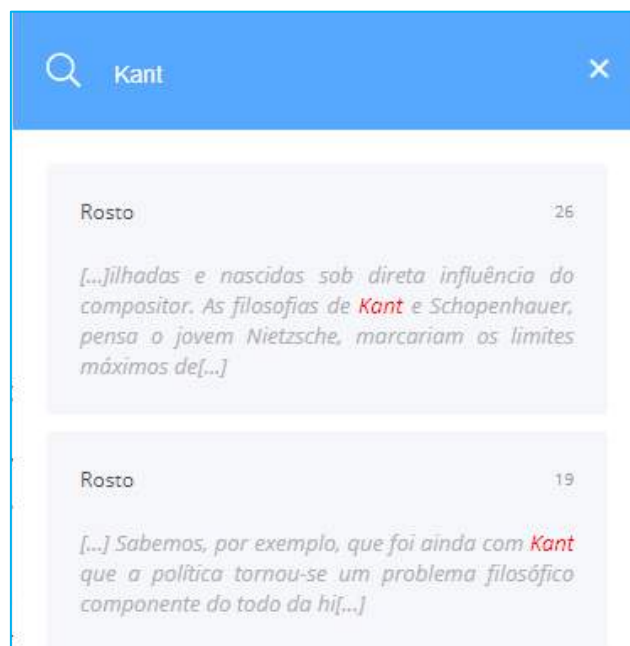 Kant
Rosto 26
[...]ilhadas e nascidas sob direta influência do
compositor. As filosofias de Kant e Schopenhauer,
pensa o jovem Nietzsche, marcariam os limites
máximos de[...]
Rosto 19
[...] Sabemos, por exemplo, que foi ainda com Kant
que a política tornou-se um problema filosófico
componente do todo da hi[...]